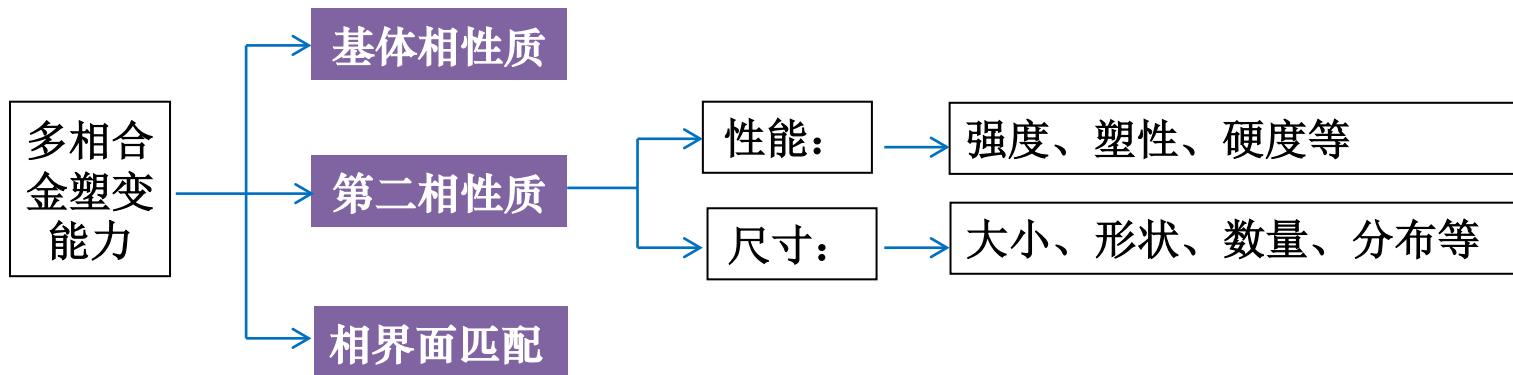 多相合
金塑变
能力
基体相性质
第二相性质
相界面匹配
性能：
强度、塑性、硬度等
尺寸：
大小、形状、数量、分布等